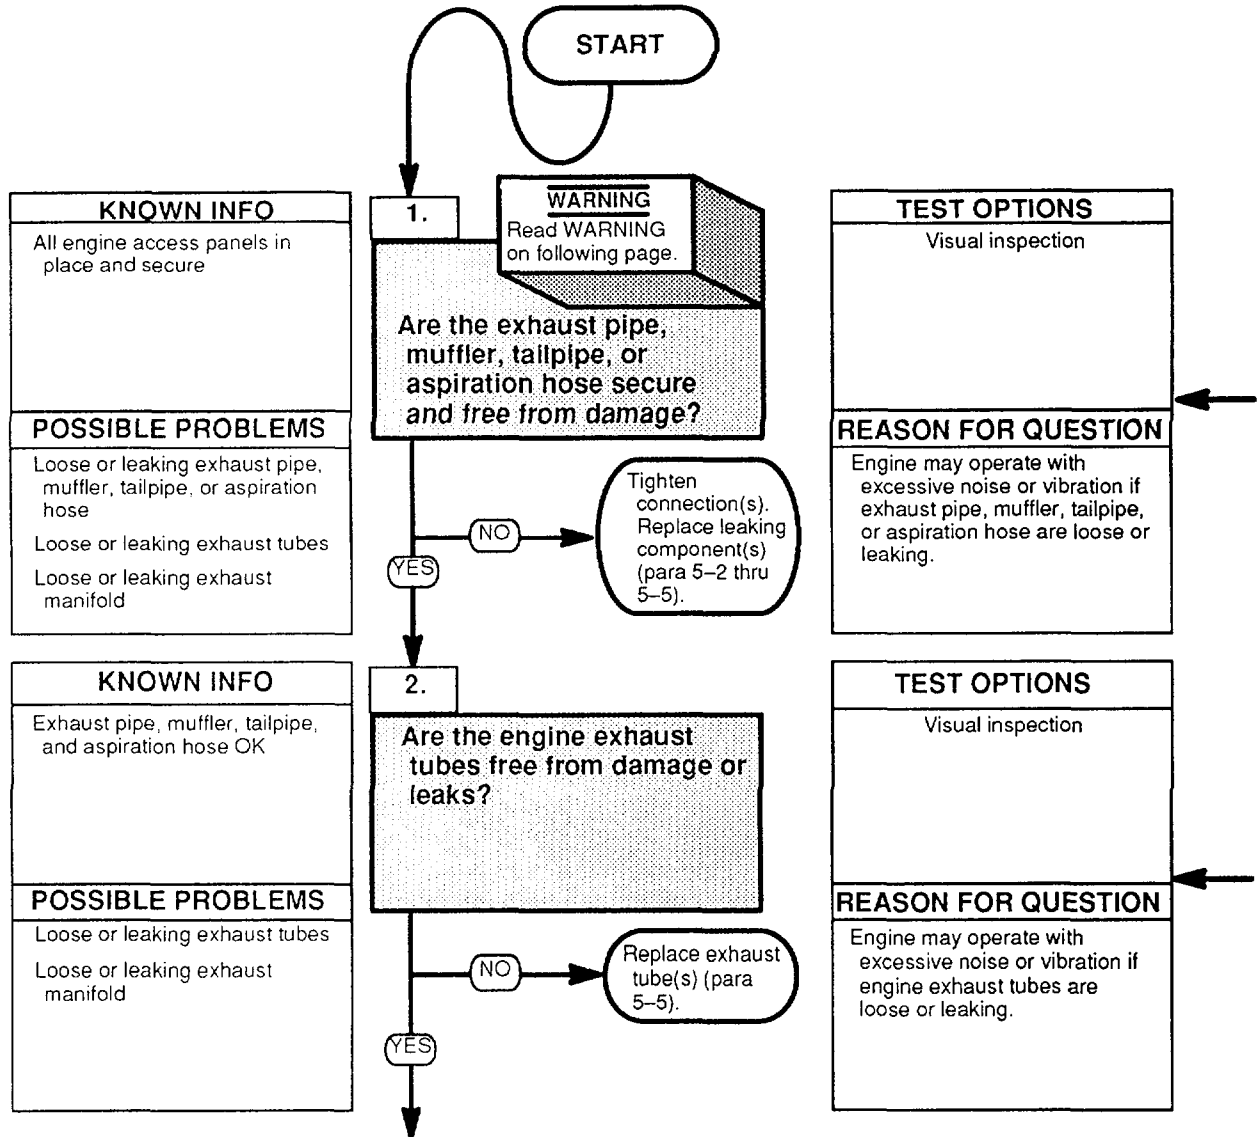 START
KNOWN INFO
All engine access panels in
place and secure
POSSIBLE PROBLEMS
Loose or leaking exhaust pipe,
muffler, tailpipe, or aspiration
hose
Loose or leaking exhaust tubes
Loose or leaking exhaust
manifold
1.
WARNING
Read WARNING
on following page.
Are the exhaust pipe,
muffler, tailpipe, or
aspiration hose secure
and free from damage?
NO
Tighten
connection(s).
Replace leaking
component(s)
(para 5–2 thru
5–5).
YES
TEST OPTIONS
Visual inspection
REASON FOR QUESTION
Engine may operate with
excessive noise or vibration if
exhaust pipe, muffler, tailpipe,
or aspiration hose are loose or
leaking.
KNOWN INFO
Exhaust pipe, muffler, tailpipe,
and aspiration hose OK
POSSIBLE PROBLEMS
Loose or leaking exhaust tubes
Loose or leaking exhaust
manifold
2.
Are the engine exhaust
tubes free from damage or
leaks?
NO
Replace exhaust
tube(s) (para
5–5).
YES
TEST OPTIONS
Visual inspection
REASON FOR QUESTION
Engine may operate with
excessive noise or vibration if
engine exhaust tubes are
loose or leaking.